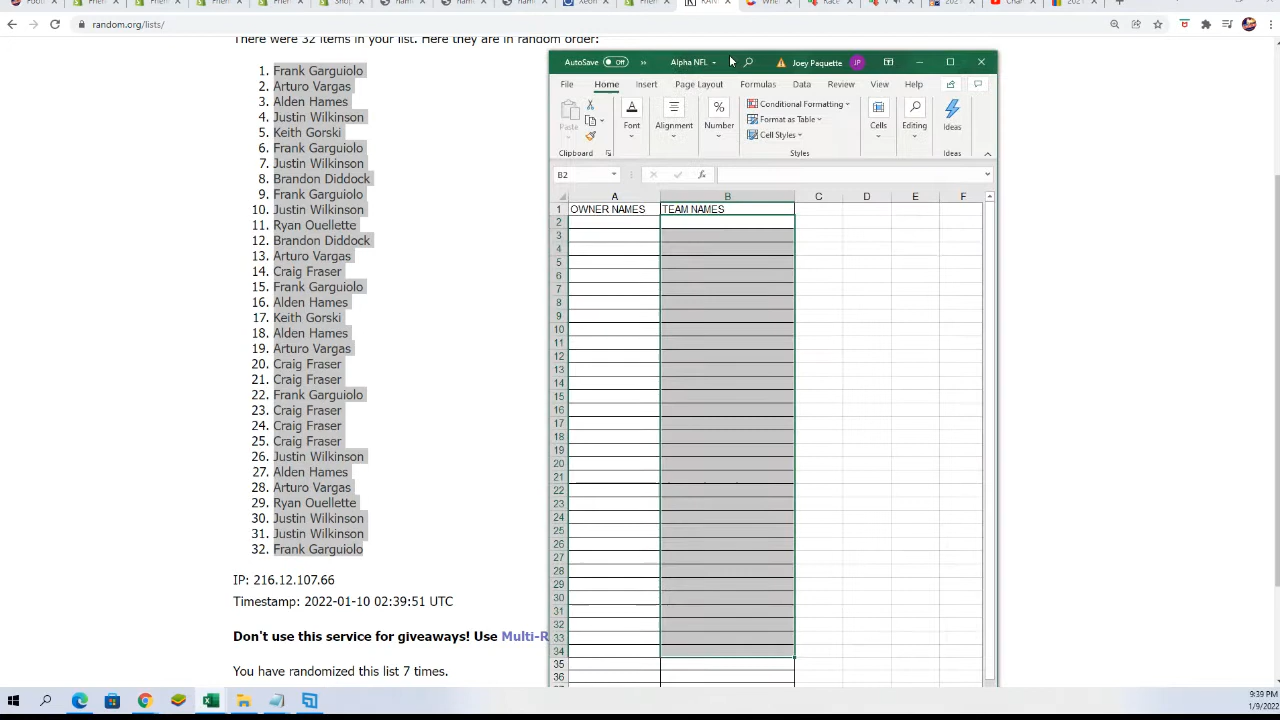 random.org/lists/
There were 32 items in your list. Here they are in random order:
1. Frank Garguiolo
2. Arturo Vargas
3. Alden Hames
4. Justin Wilkinson
5. Keith Gorski
6. Frank Garguiolo
7. Justin Wilkinson
8. Brandon Diddock
9. Frank Garguiolo
10. Justin Wilkinson
11. Ryan Ouellette
12. Brandon Diddock
13. Arturo Vargas
14. Craig Fraser
15. Frank Garguiolo
16. Alden Hames
17. Keith Gorski
18. Alden Hames
19. Arturo Vargas
20. Craig Fraser
21. Craig Fraser
22. Frank Garguiolo
23. Craig Fraser
24. Craig Fraser
25. Craig Fraser
26. Justin Wilkinson
27. Alden Hames
28. Arturo Vargas
29. Ryan Ouellette
30. Justin Wilkinson
31. Justin Wilkinson
32. Frank Garguiolo
IP: 216.12.107.66
Timestamp: 2022-01-10 02:39:51 UTC
Don't use this service for giveaways! Use Multi-R
You have randomized this list 7 times.
AutoSave Off » Alpha NFL Joey Paquette JP
File Home Insert Page Layout Formulas Data Review View Help
Paste Font Alignment Number Conditional Formatting Format as Table Cell Styles Cells Editing Ideas
Clipboard Styles Ideas
B2 fx
A B C D E F
1 OWNER NAMES TEAM NAMES
2
3
4
5
6
7
8
9
10
11
12
13
14
15
16
17
18
19
20
21
22
23
24
25
26
27
28
29
30
31
32
33
34
35
36
9:39 PM
1/9/2022